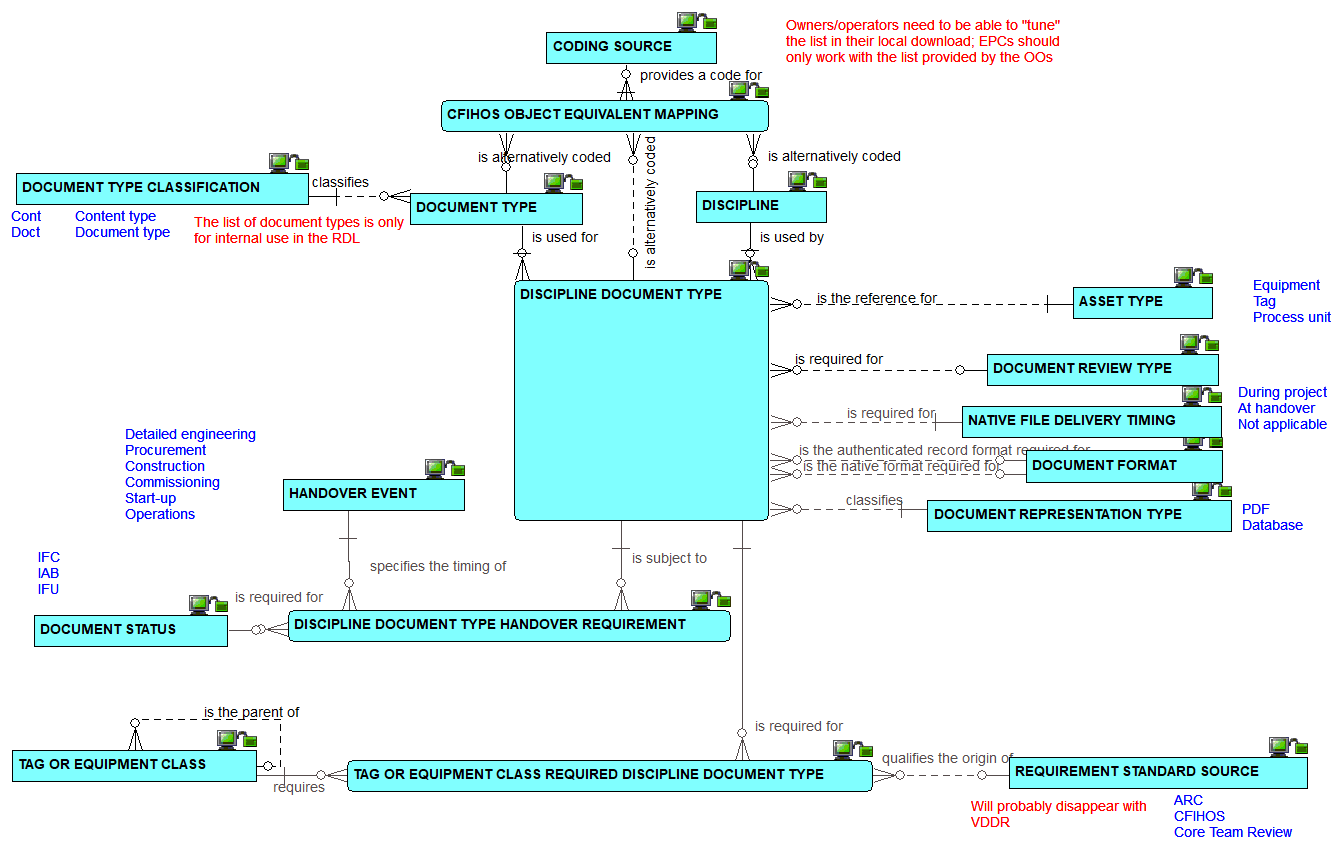 Owners/operators need to be able to "tune"
the list in their local download; EPCs should
only work with the list provided by the OOs
CODING SOURCE
provides a code for
CFIHOS OBJECT EQUIVALENT MAPPING
is alternatively coded
is alternatively coded
is alternatively coded
DOCUMENT TYPE CLASSIFICATION
classifies
Cont Content type
Doct Document type
The list of document types is only
for internal use in the RDL
DOCUMENT TYPE
DISCIPLINE
is used for
is used by
DISCIPLINE DOCUMENT TYPE
is the reference for
ASSET TYPE
Equipment
Tag
Process unit
is required for
DOCUMENT REVIEW TYPE
is required for
NATIVE FILE DELIVERY TIMING
During project
At handover
Not applicable
is the authenticated record format required for
is the native format required for
DOCUMENT FORMAT
classifies
DOCUMENT REPRESENTATION TYPE
PDF
Database
Detailed engineering
Procurement
Construction
Commissioning
Start-up
Operations
HANDOVER EVENT
specifies the timing of
is subject to
IFC
IAB
IFU
DOCUMENT STATUS
is required for
DISCIPLINE DOCUMENT TYPE HANDOVER REQUIREMENT
is the parent of
TAG OR EQUIPMENT CLASS
requires
is required for
TAG OR EQUIPMENT CLASS REQUIRED DISCIPLINE DOCUMENT TYPE
qualifies the origin of
REQUIREMENT STANDARD SOURCE
Will probably disappear with
VDDR
ARC
CFIHOS
Core Team Review